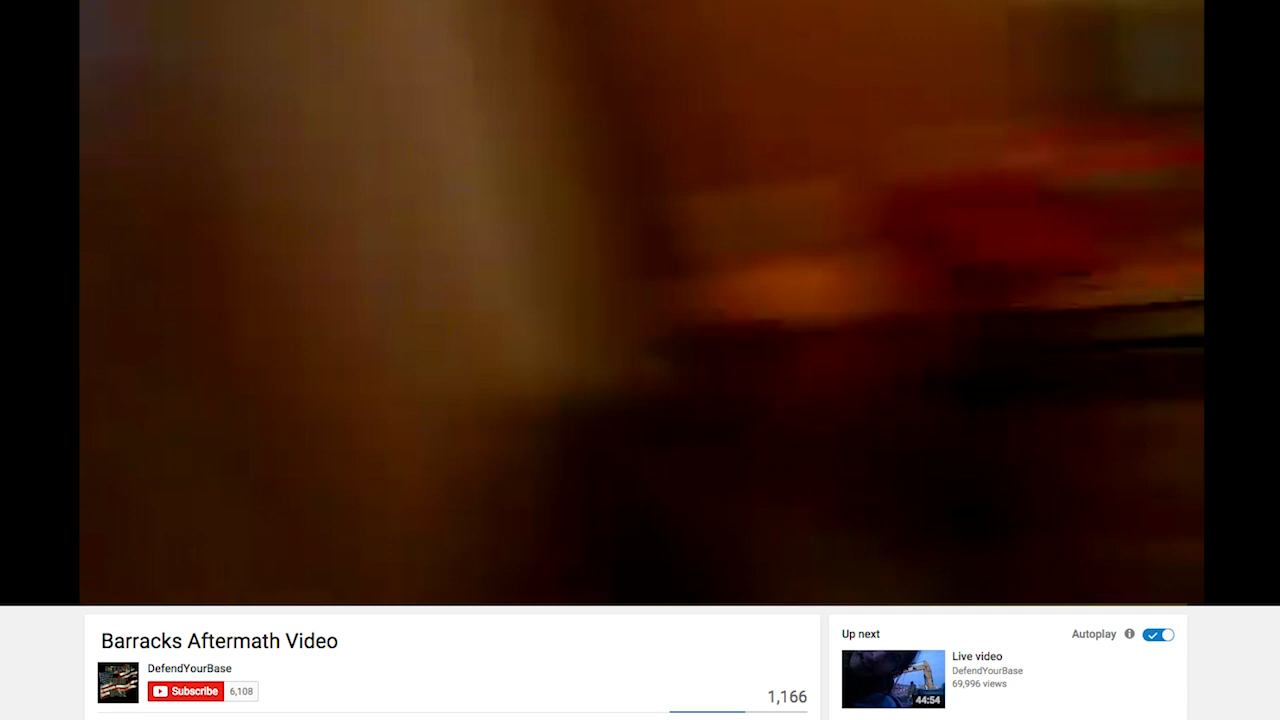 Barracks Aftermath Video
DefendYourBase
Subscribe 6,108
1,166
Up next
Autoplay
Live video
DefendYourBase
69,996 views
44:54